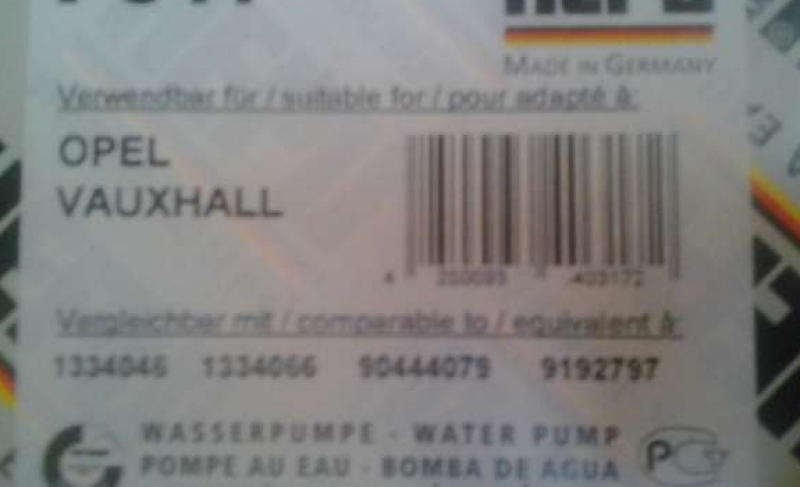 MADE IN GERMANY
Verwendbar für / suitable for / pour adapté à:
OPEL
VAUXHALL
Vergleichbar mit / comparable to / equivalent à:
1334046 1334066 90444079 9192797
WASSERPUMPE - WATER PUMP
POMPE AU EAU - BOMBA DE AGUA